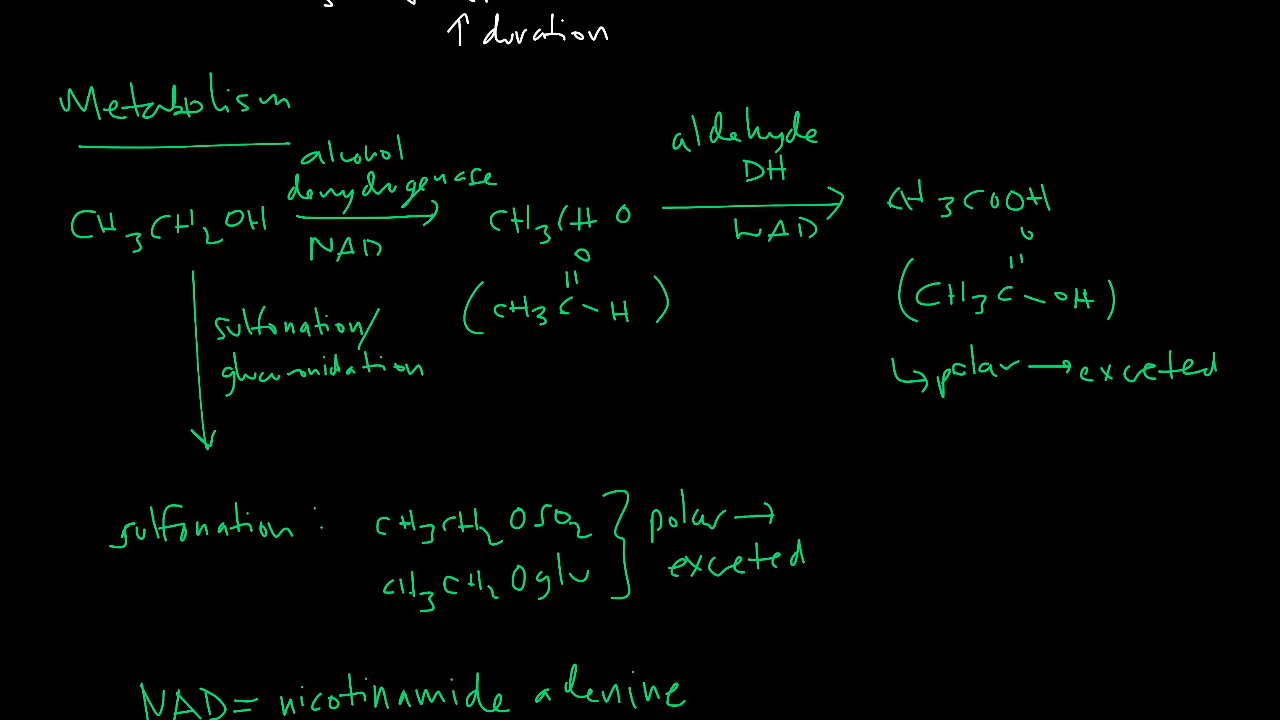 ↑ duration
Metabolism
alcohol
dehydrogenase
aldehyde
DH
CH3CH2OH
CH3CHO
CH3COOH
NAD
NAD
O
O
(CH3C-H)
(CH3C-OH)
sulfonation/
glucuronidation
↳ polar → excreted
sulfonation: CH3CH2OSO2 } polar →
CH3CH2Oglu
excreted
NAD= nicotinamide adenine